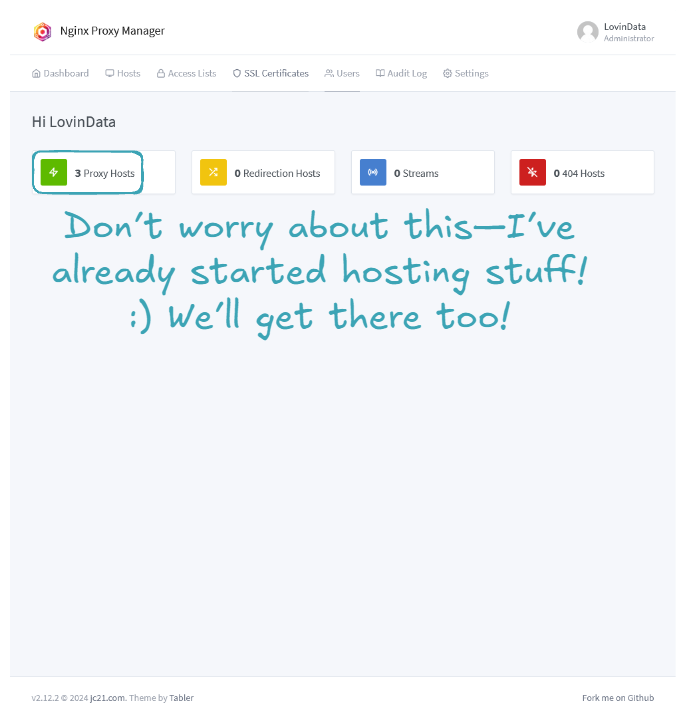 Nginx Proxy Manager
LovinData
Administrator
Dashboard Hosts Access Lists SSL Certificates Users Audit Log Settings
Hi LovinData
3 Proxy Hosts 0 Redirection Hosts 0 Streams 0 404 Hosts
Don't worry about this—I've
already started hosting stuff!
:) We'll get there too!
v2.12.2 © 2024 jc21.com. Theme by Tabler Fork me on Github